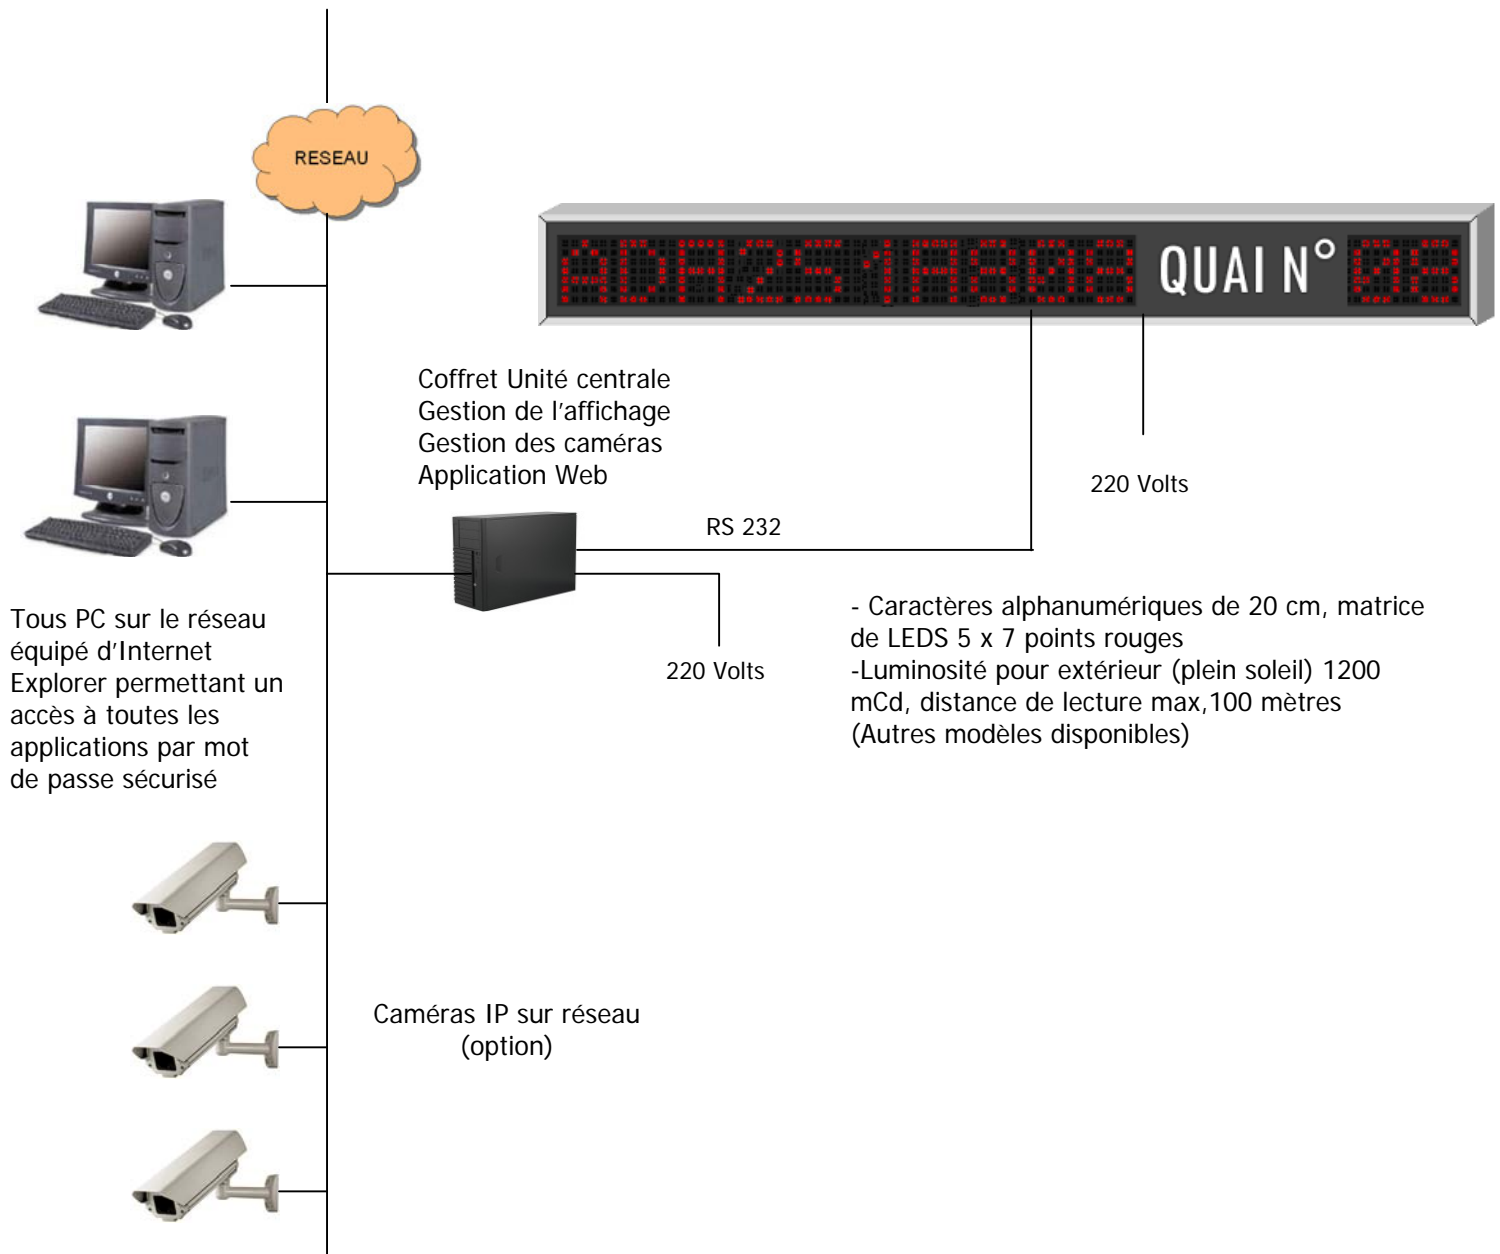 RESEAU
QUAI N°
Coffret Unité centrale
Gestion de l'affichage
Gestion des caméras
Application Web
220 Volts
RS 232
220 Volts
Tous PC sur le réseau
équipé d'Internet
Explorer permettant un
accès à toutes les
applications par mot
de passe sécurisé
- Caractères alphanumériques de 20 cm, matrice
de LEDS 5 x 7 points rouges
-Luminosité pour extérieur (plein soleil) 1200
mCd, distance de lecture max,100 mètres
(Autres modèles disponibles)
Caméras IP sur réseau
(option)